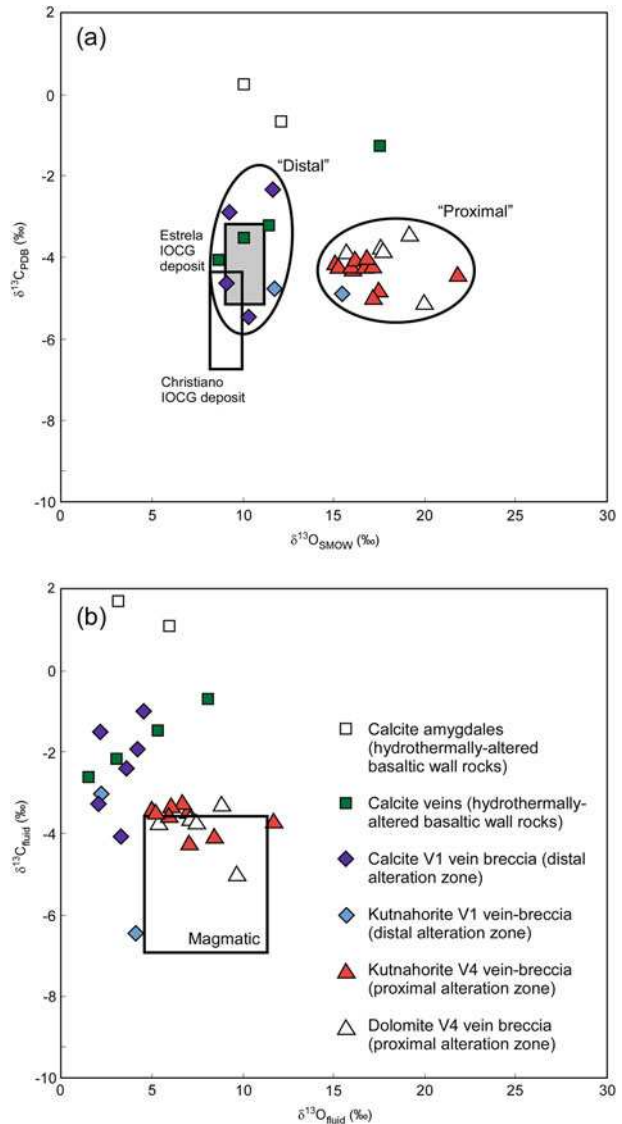 (a)
2
0
-2
-4
-6
-8
-10
δ13CPDB (‰)
"Distal"
"Proximal"
Estrela
IOCG
deposit
Christiano
IOCG deposit
0
5
10
15
20
25
30
δ13OSMOW (‰)
(b)
2
0
-2
-4
-6
-8
-10
δ13Cfluid (‰)
Magmatic
Calcite amygdales
(hydrothermally-altered
basaltic wall rocks)
Calcite veins (hydrothermally-
altered basaltic wall rocks)
Calcite V1 vein breccia (distal
alteration zone)
Kutnahorite V1 vein-breccia
(distal alteration zone)
Kutnahorite V4 vein-breccia
(proximal alteration zone)
Dolomite V4 vein breccia
(proximal alteration zone)
0
5
10
15
20
25
30
δ13Ofluid (‰)